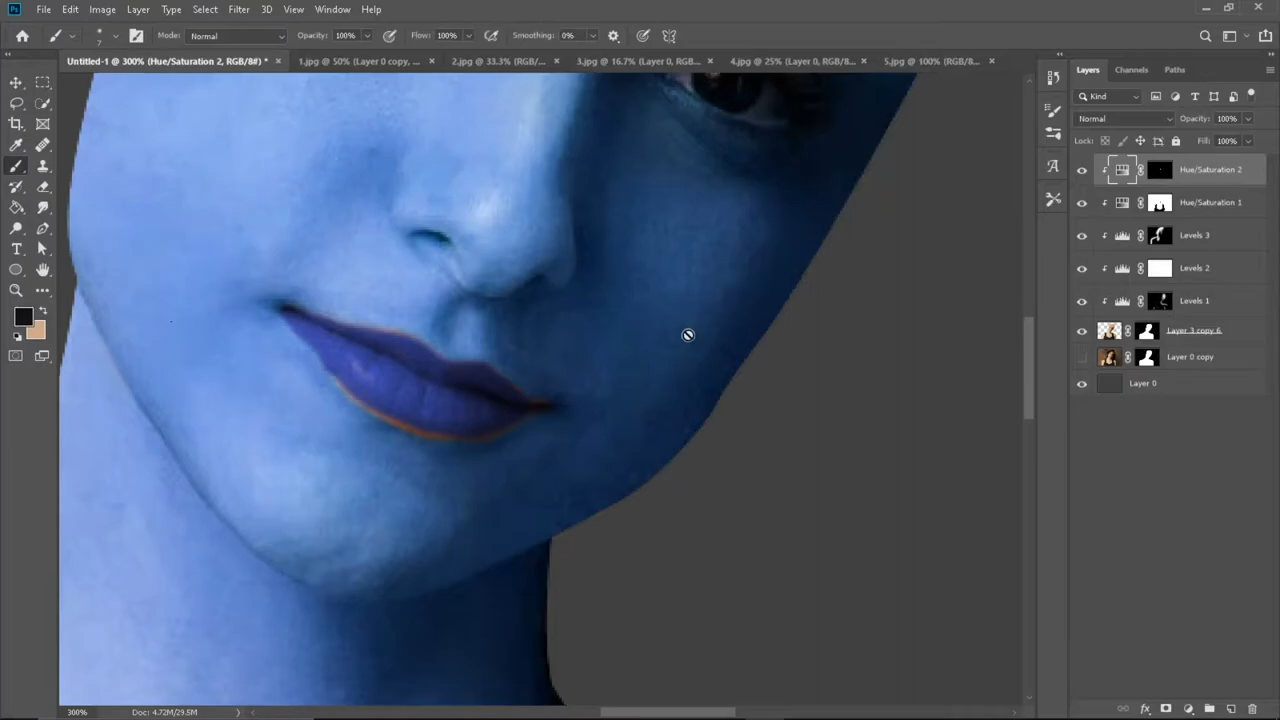 Ps File Edit Image Layer Type Select Filter 3D View Window Help
7 Mode: Normal Opacity: 100% Flow: 100% Smoothing: 0%
Untitled-1 @ 300% (Hue/Saturation 2, RGB/8#) * × 1.jpg @ 50% (Layer 0 copy, ... × 2.jpg @ 33.3% (RGB/... × 3.jpg @ 16.7% (Layer 0, RGB... × 4.jpg @ 25% (Layer 0, RGB/8... × 5.jpg @ 100% (RGB/8... ×
Layers Channels Paths
Kind
Normal Opacity: 100%
Lock: Fill: 100%
Hue/Saturation 2
Hue/Saturation 1
Levels 3
Levels 2
Levels 1
Layer 3 copy 6
Layer 0 copy
Layer 0
300% Doc: 4.72M/29.5M